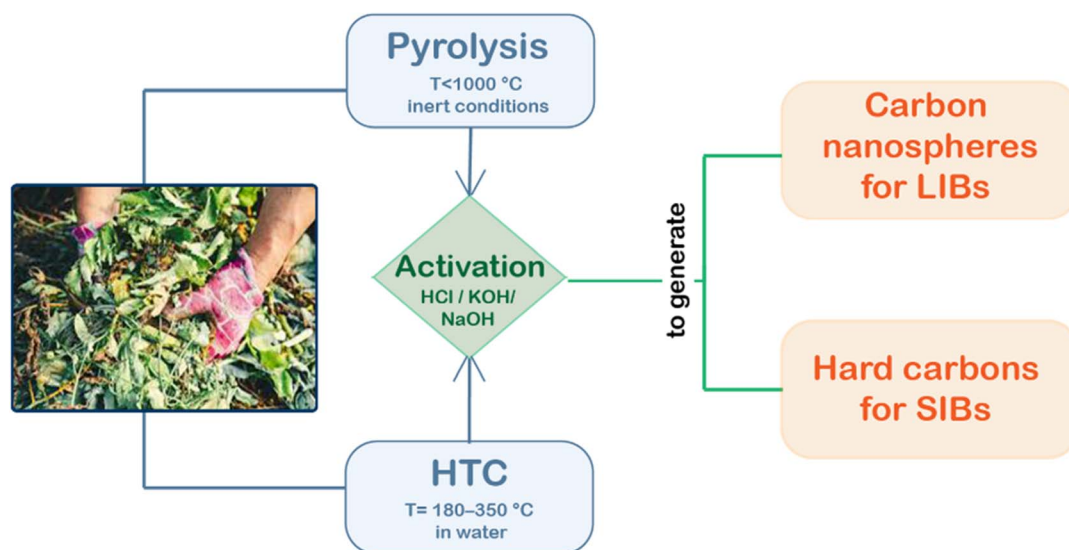 Pyrolysis
T<1000 °C
inert conditions
Activation
HCl / KOH/
NaOH
HTC
T= 180–350 °C
in water
to generate
Carbon
nanospheres
for LIBs
Hard carbons
for SIBs